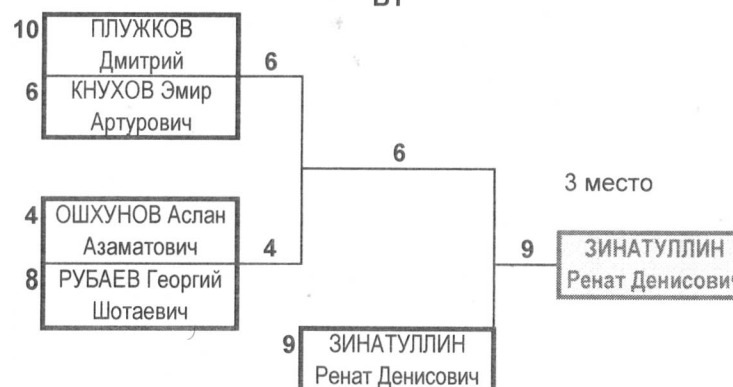 10 ПЛУЖКОВ
Дмитрий
6
6 КНУХОВ Эмир
Артурович
6
3 место
4 ОШХУНОВ Аслан
Азаматович
4
8 РУБАЕВ Георгий
Шотаевич
9
ЗИНАТУЛЛИН
Ренат Денисович
9 ЗИНАТУЛЛИН
Ренат Денисович